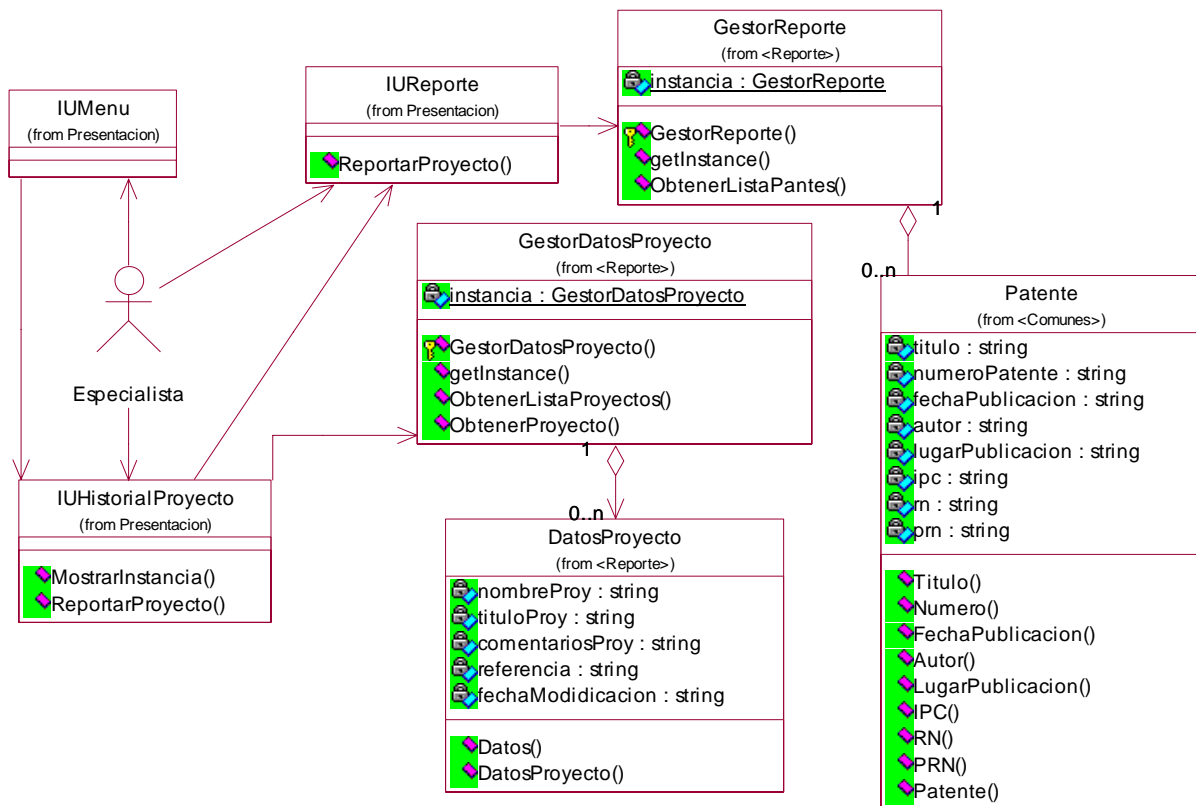 GestorReporte
(from <Reporte>)
instancia : GestorReporte
GestorReporte()
getInstance()
ObtenerListaPantes()
1
IUReporte
(from Presentacion)
ReportarProyecto()
IUMenu
(from Presentacion)
Especialista
GestorDatosProyecto
(from <Reporte>)
instancia : GestorDatosProyecto
GestorDatosProyecto()
getInstance()
ObtenerListaProyectos()
ObtenerProyecto()
1
0..n
0..n
Patente
(from <Comunes>)
titulo : string
numeroPatente : string
fechaPublicacion : string
autor : string
lugarPublicacion : string
ipc : string
rn : string
prn : string
Titulo()
Numero()
FechaPublicacion()
Autor()
LugarPublicacion()
IPC()
RN()
PRN()
Patente()
IUHistorialProyecto
(from Presentacion)
MostrarInstancia()
ReportarProyecto()
DatosProyecto
(from <Reporte>)
nombreProy : string
tituloProy : string
comentariosProy : string
referencia : string
fechaModidicacion : string
Datos()
DatosProyecto()